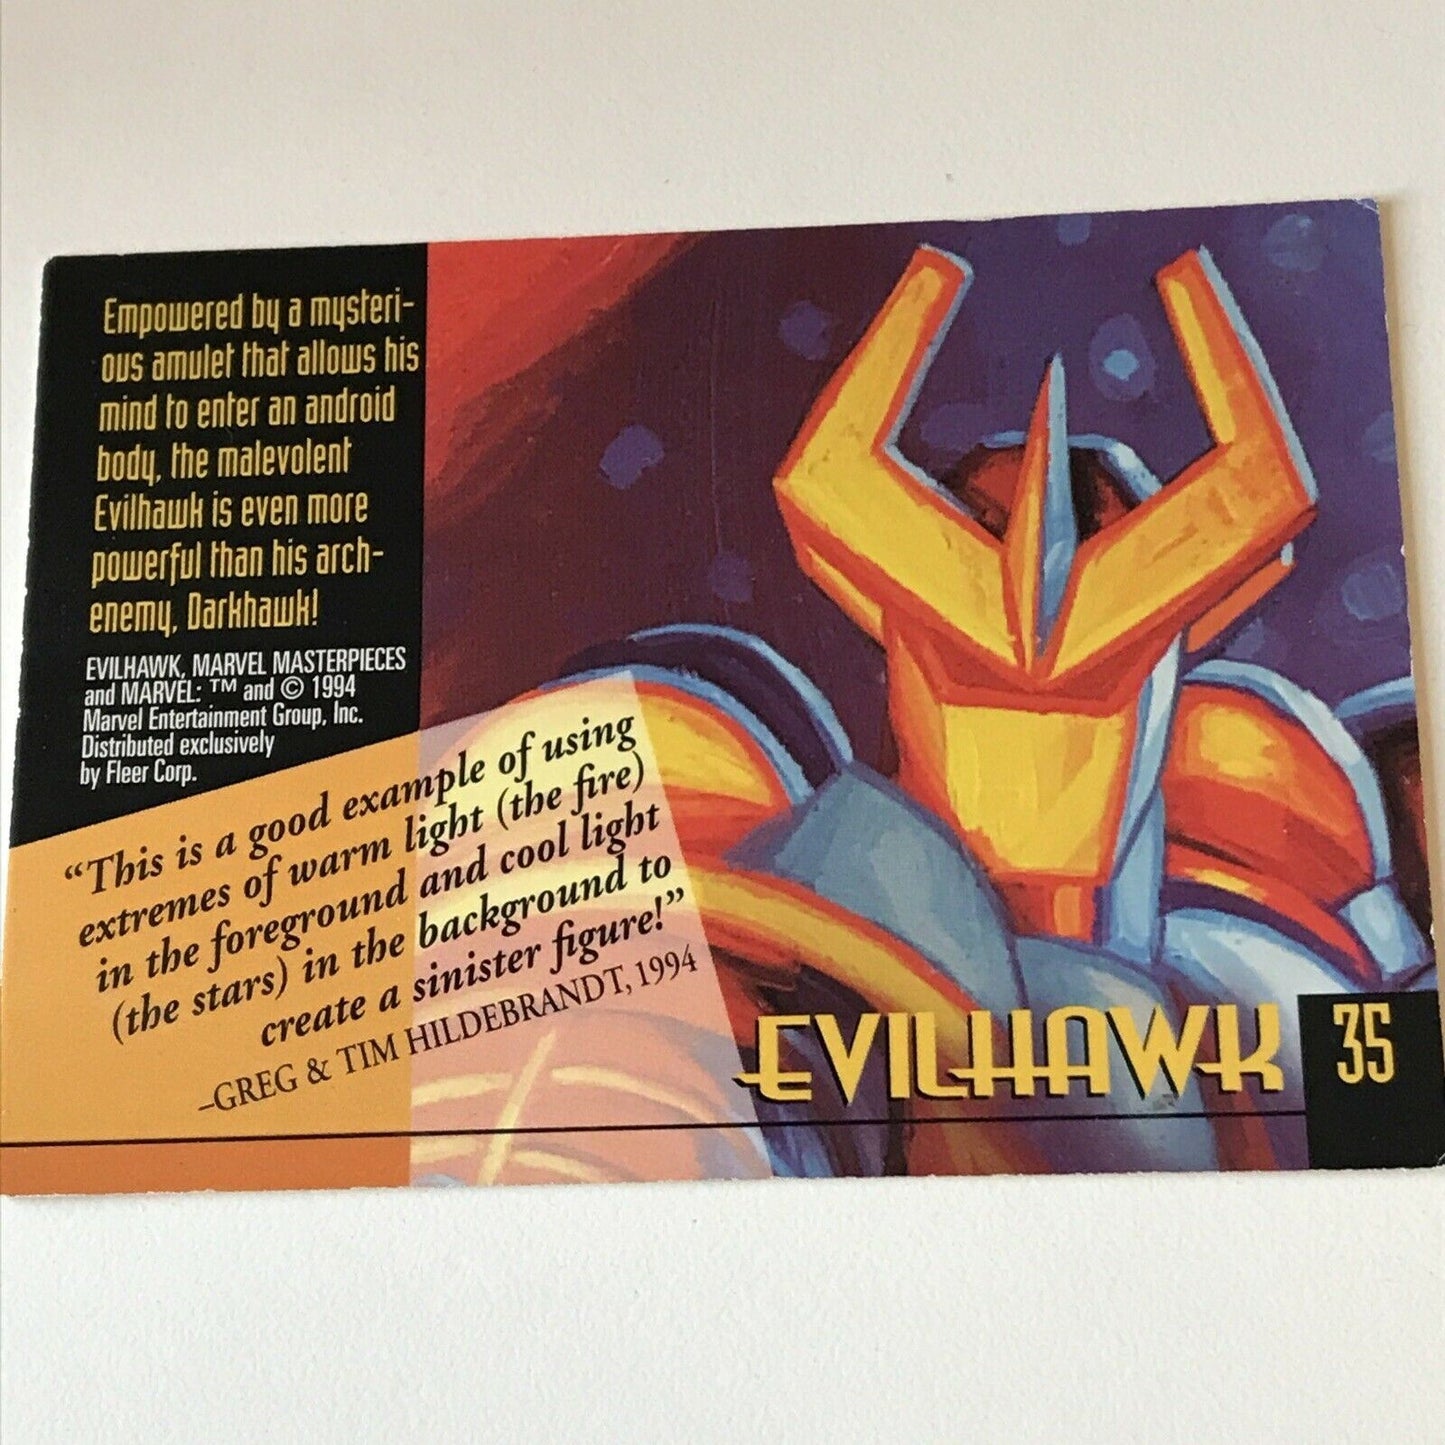 Empowered by a mysteri-
ous amulet that allows his
mind to enter an android
body, the malevolent
Evilhawk is even more
powerful than his arch-
enemy, Darkhawk!
EVILHAWK, MARVEL MASTERPIECES
and MARVEL: ™ and © 1994
Marvel Entertainment Group, Inc.
Distributed exclusively
by Fleer Corp.
“This is a good example of using
extremes of warm light (the fire)
in the foreground and cool light
(the stars) in the background to
create a sinister figure!”
–GREG & TIM HILDEBRANDT, 1994
EVILHAWK
35